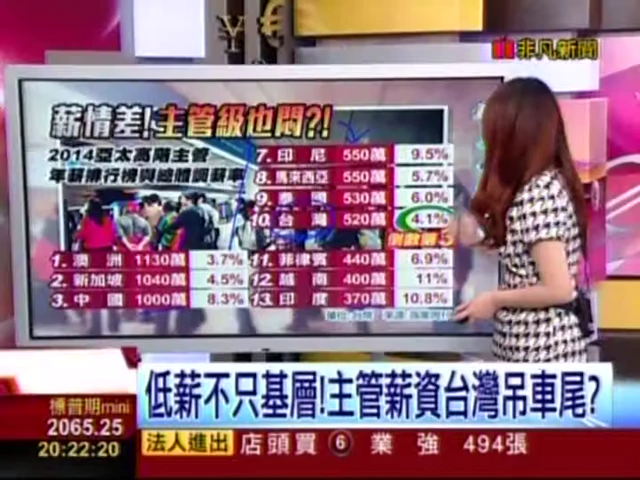 ¥ €
非凡新聞
薪情差!主管級也悶?!
2014亞太高階主管
年薪排行榜與總體調薪率
7. 印尼 550萬 9.5%
8. 馬來西亞 550萬 5.7%
9. 泰國 530萬 6.0%
10. 台灣 520萬 4.1%
倒數第
1. 澳洲 1130萬 3.7%
2. 新加坡 1040萬 4.5%
3. 中國 1000萬 8.3%
11. 菲律賓 440萬 6.9%
12. 越南 400萬 11%
13. 印度 370萬 10.8%
低薪不只基層!主管薪資台灣吊車尾?
標普期mini
2065.25
20:22:20
法人進出 店頭買 6 業強 494張